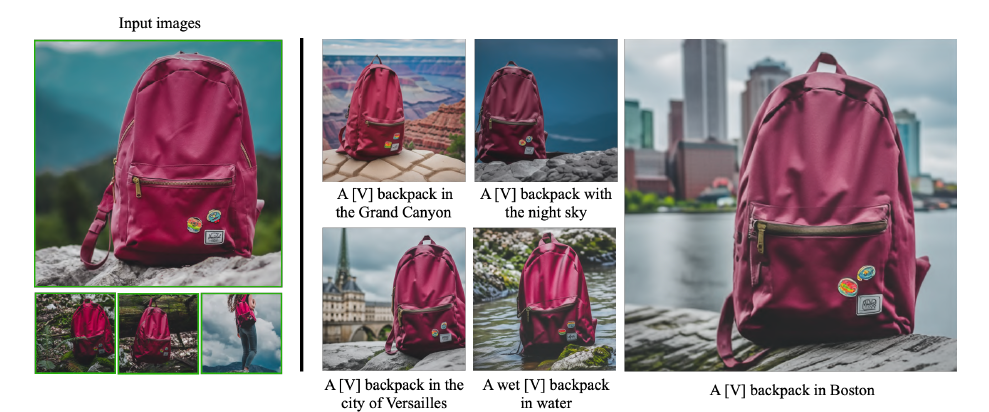 Input images
A [V] backpack in
the Grand Canyon
A [V] backpack with
the night sky
A [V] backpack in the
city of Versailles
A wet [V] backpack
in water
A [V] backpack in Boston